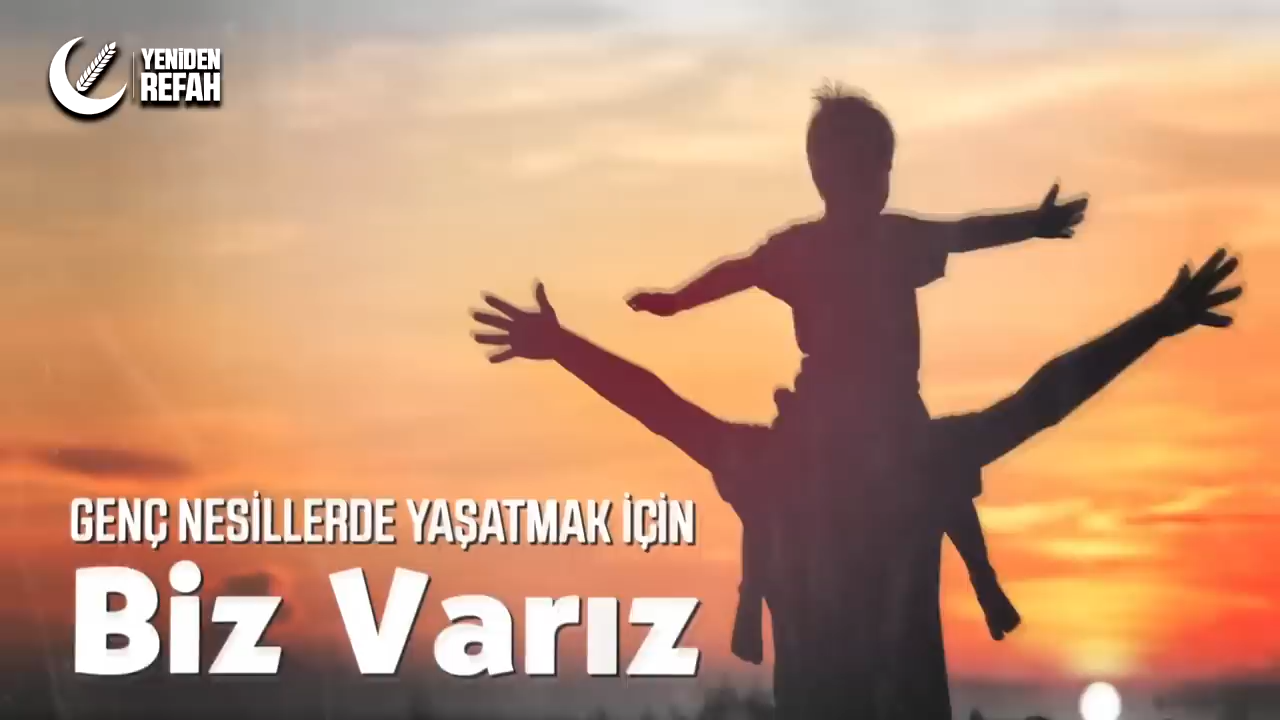 YENİDEN
REFAH
GENÇ NESİLLERDE YAŞATMAK İÇİN
Biz Varız